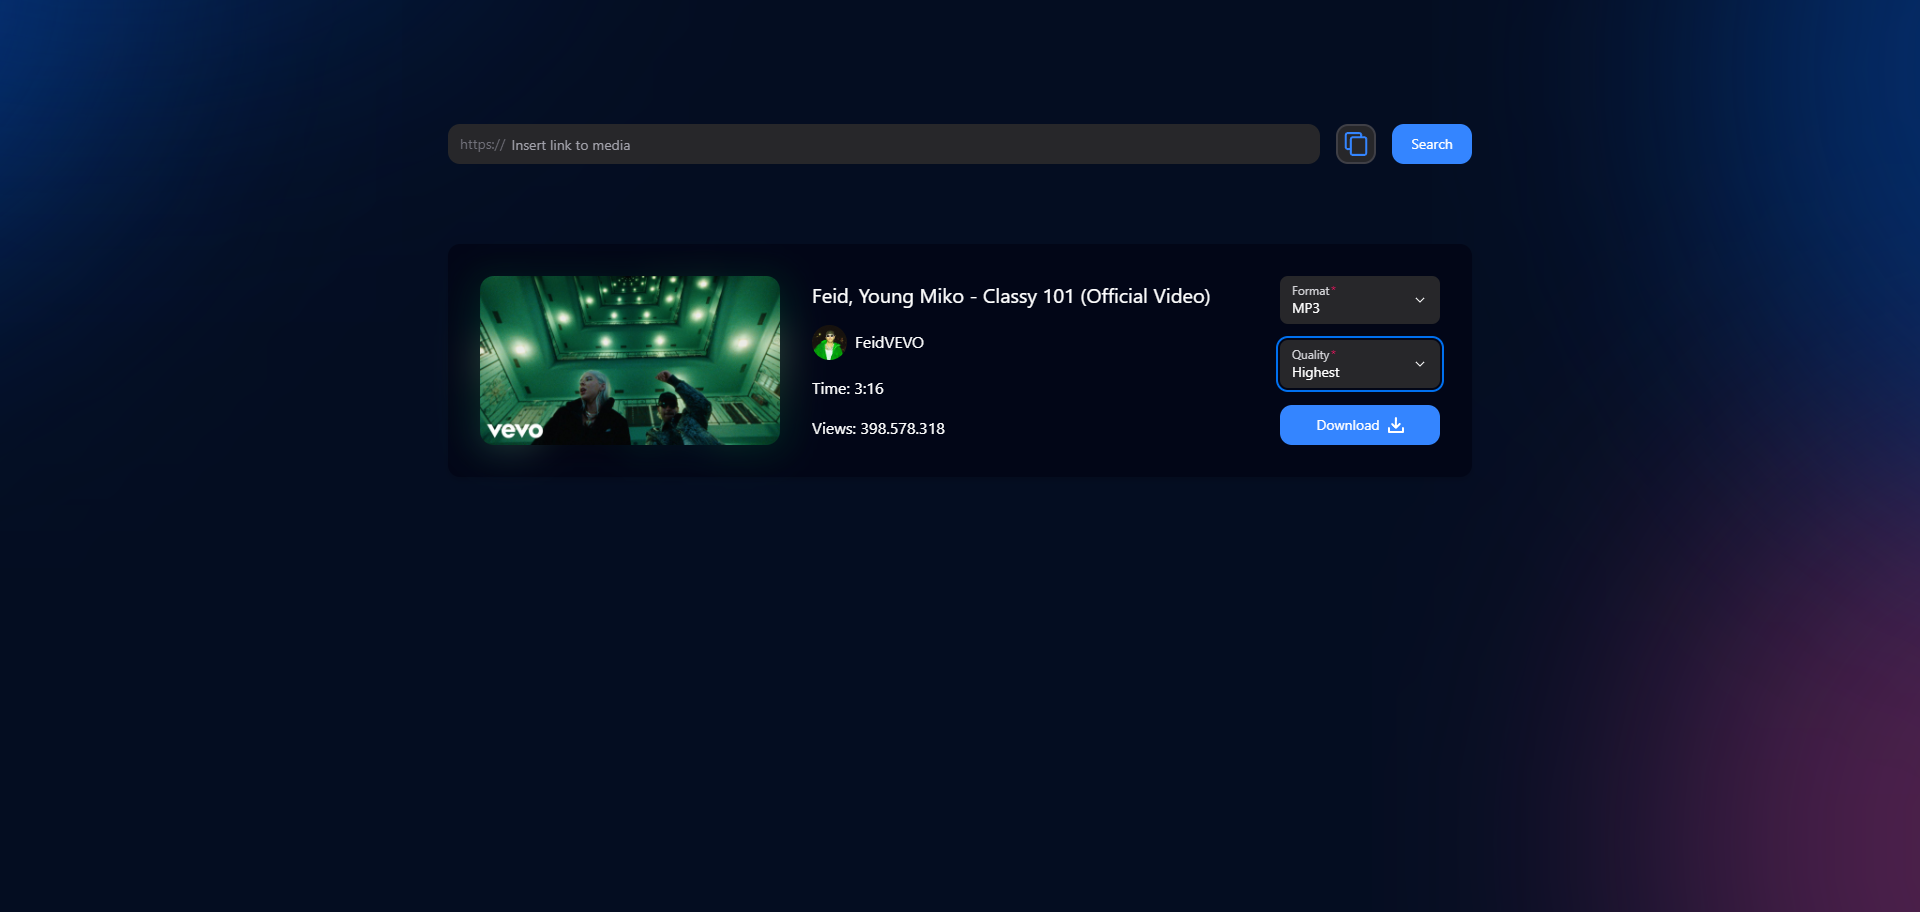 https:// Insert link to media
Search
Feid, Young Miko - Classy 101 (Official Video)
FeidVEVO
Time: 3:16
Views: 398.578.318
vevo
Format*
MP3
Quality*
Highest
Download